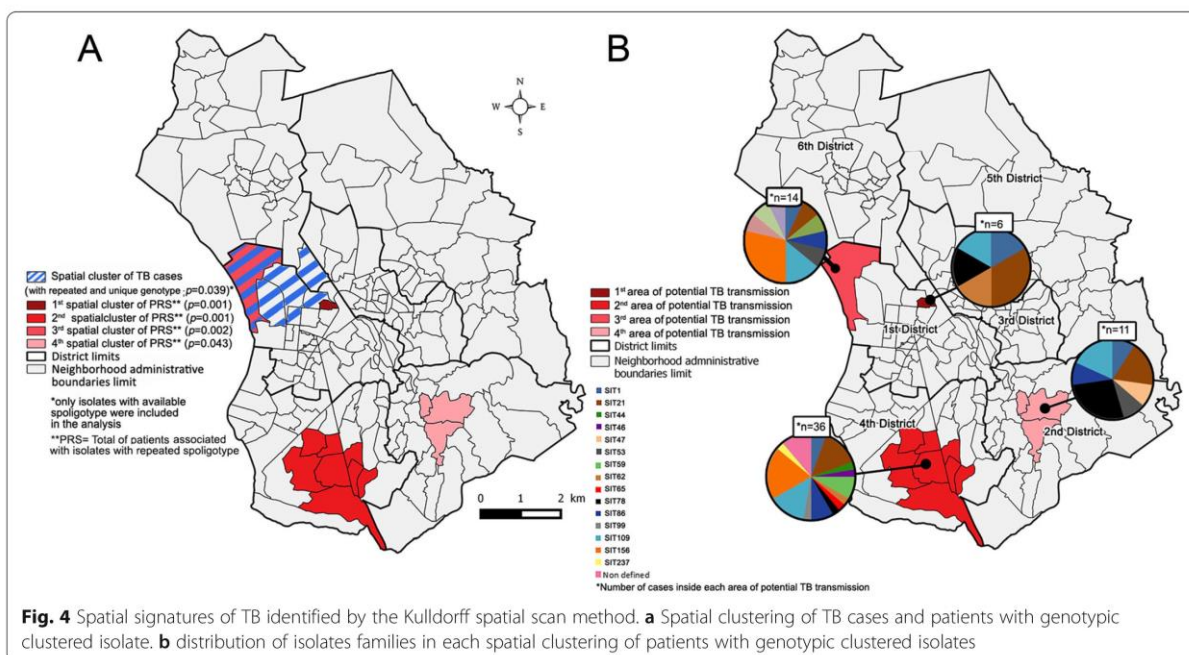 A
N
W E
S
Spatial cluster of TB cases
(with repeated and unique genotype -p=0.039)*
1st spatial cluster of PRS** (p=0.001)
2nd spatialcluster of PRS** (p=0.001)
3rd spatial cluster of PRS** (p=0.002)
4th spatial cluster of PRS** (p=0.043)
District limits
Neighborhood administrative
boundaries limit
*only isolates with available
spoligotype were included
in the analysis
**PRS= Total of patients associated
with isolates with repeated spoligotype
0 1 2 km
B
6th District
5th District
*n=14
*n=6
3rd District
1st District
*n=11
4th District
2nd District
*n=36
1st area of potential TB transmission
2nd area of potential TB transmission
3rd area of potential TB transmission
4th area of potential TB transmission
District limits
Neighborhood admninistrative
boundaries limit
SIT1
SIT21
SIT44
SIT46
SIT47
SIT53
SIT59
SIT62
SIT65
SIT78
SIT86
SIT99
SIT109
SIT156
SIT237
Non defined
*Number of cases inside each area of potential TB transmission
Fig. 4 Spatial signatures of TB identified by the Kulldorff spatial scan method. a Spatial clustering of TB cases and patients with genotypic
clustered isolate. b distribution of isolates families in each spatial clustering of patients with genotypic clustered isolates